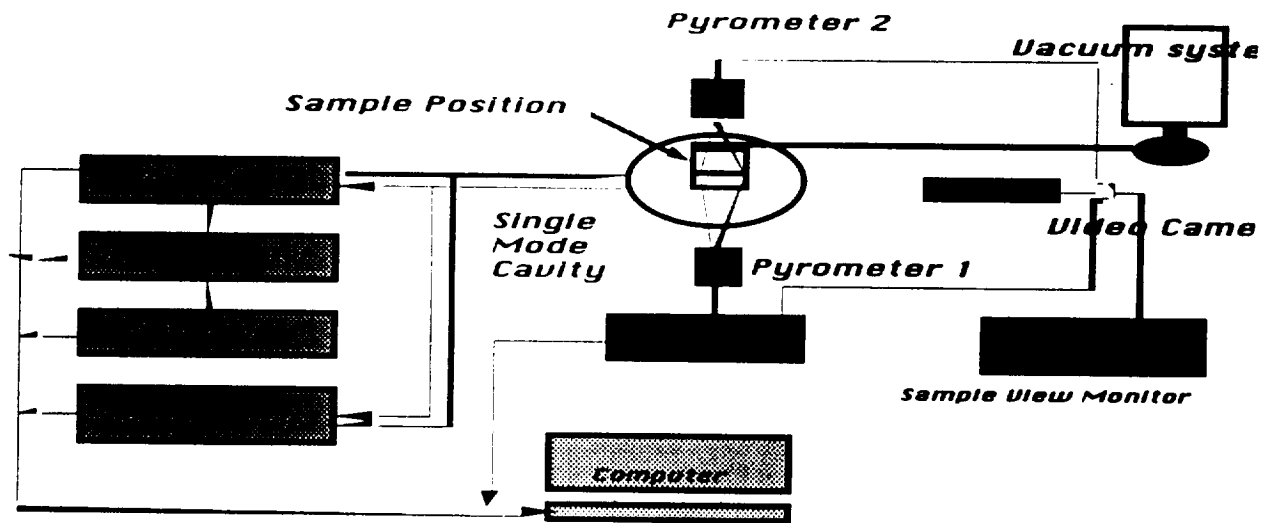 Pyrometer 2
Vacuum syste
Sample Position
Single
Mode
Cavity
Video Came
Pyrometer 1
Sample View Monitor
Computer